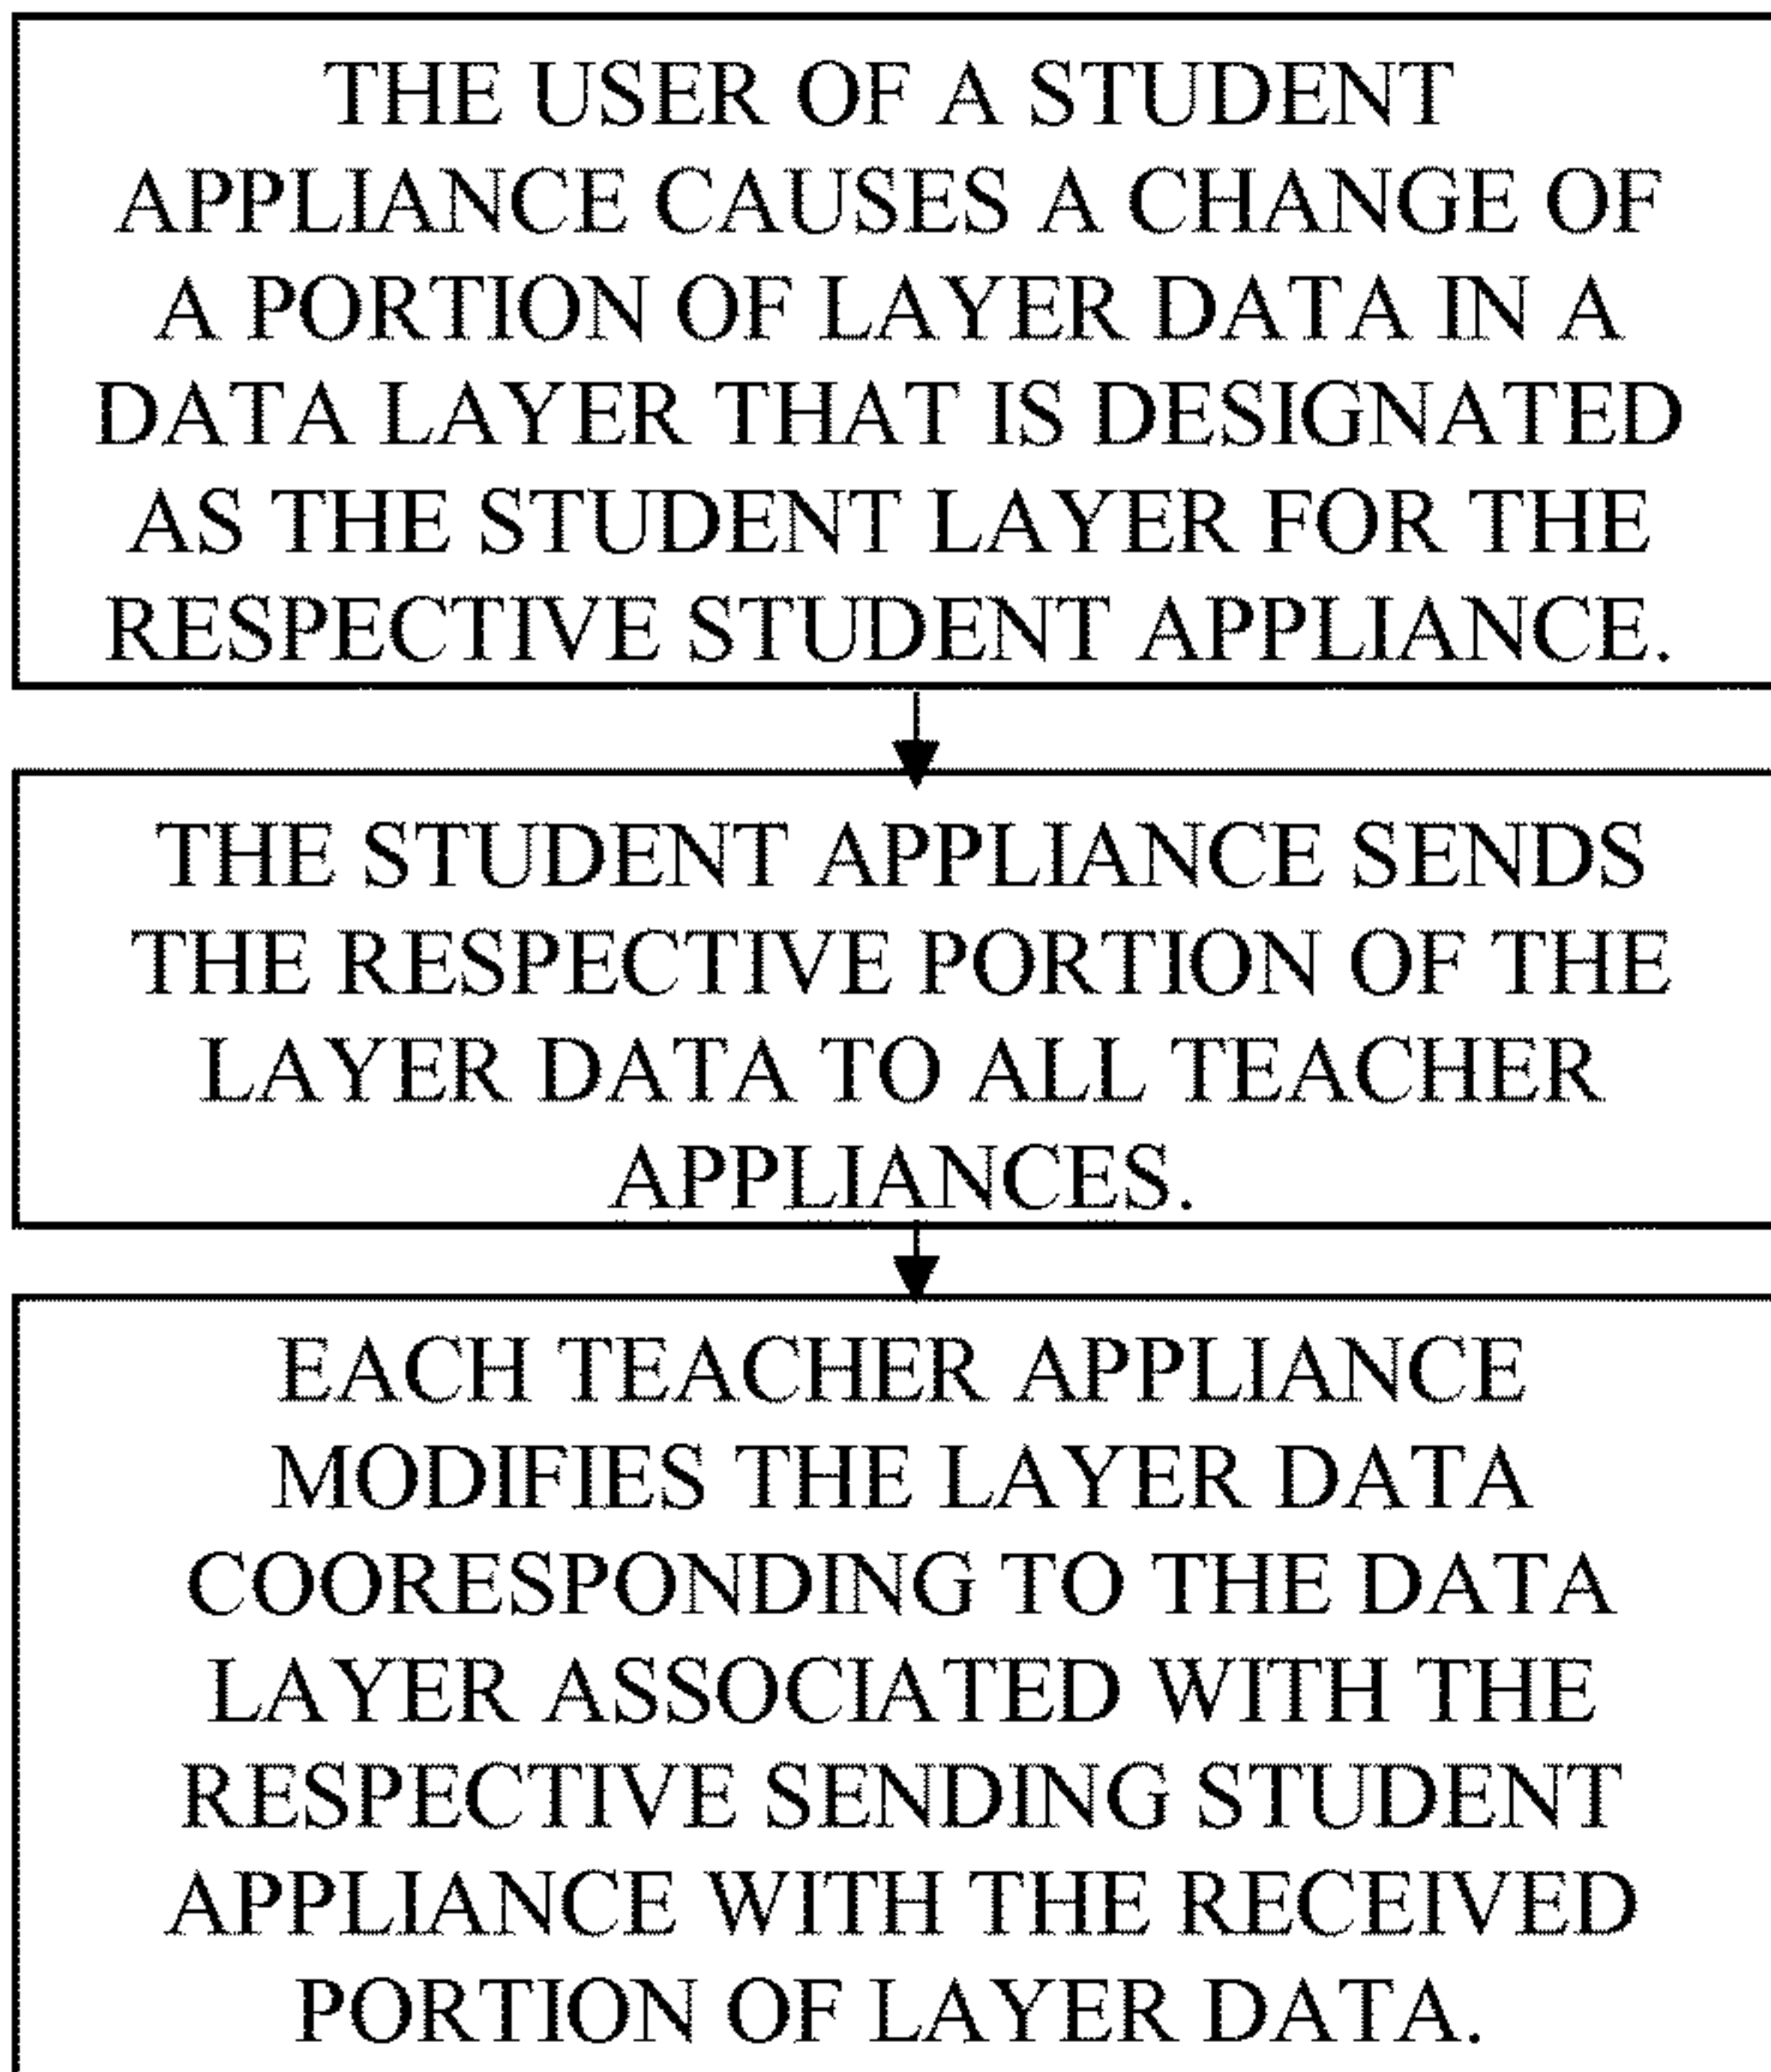 THE USER OF A STUDENT
APPLIANCE CAUSES A CHANGE OF
A PORTION OF LAYER DATA IN A
DATA LAYER THAT IS DESIGNATED
AS THE STUDENT LAYER FOR THE
RESPECTIVE STUDENT APPLIANCE.
THE STUDENT APPLIANCE SENDS
THE RESPECTIVE PORTION OF THE
LAYER DATA TO ALL TEACHER
APPLIANCES.
EACH TEACHER APPLIANCE
MODIFIES THE LAYER DATA
COORESPONDING TO THE DATA
LAYER ASSOCIATED WITH THE
RESPECTIVE SENDING STUDENT
APPLIANCE WITH THE RECEIVED
PORTION OF LAYER DATA.